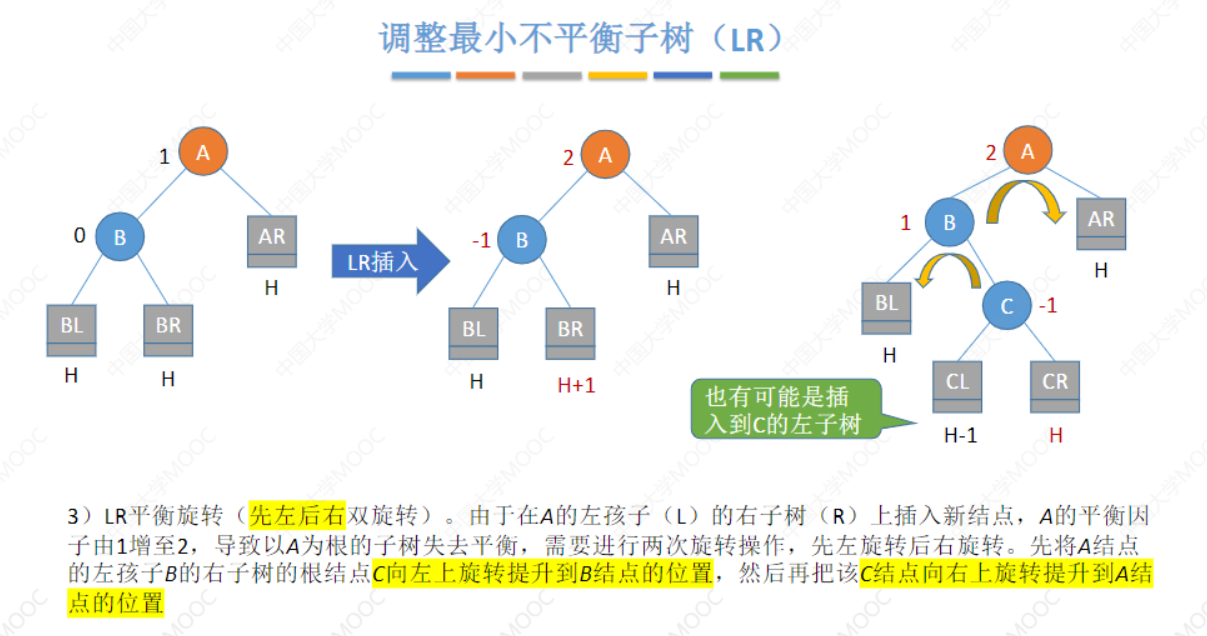 调整最小不平衡子树（LR）
1
A
0
B
AR
H
BL
BR
H
H
LR插入
2
A
-1
B
AR
H
BL
BR
H
H+1
2
A
1
B
AR
H
BL
C
-1
H
CL
CR
H-1
H
也有可能是插
入到C的左子树
3）LR平衡旋转（先左后右双旋转）。由于在A的左孩子（L）的右子树（R）上插入新结点，A的平衡因
子由1增至2，导致以A为根的子树失去平衡，需要进行两次旋转操作，先左旋转后右旋转。先将A结点
的左孩子B的右子树的根结点C向左上旋转提升到B结点的位置，然后再把该C结点向右上旋转提升到A结
点的位置
中国大学MOOC